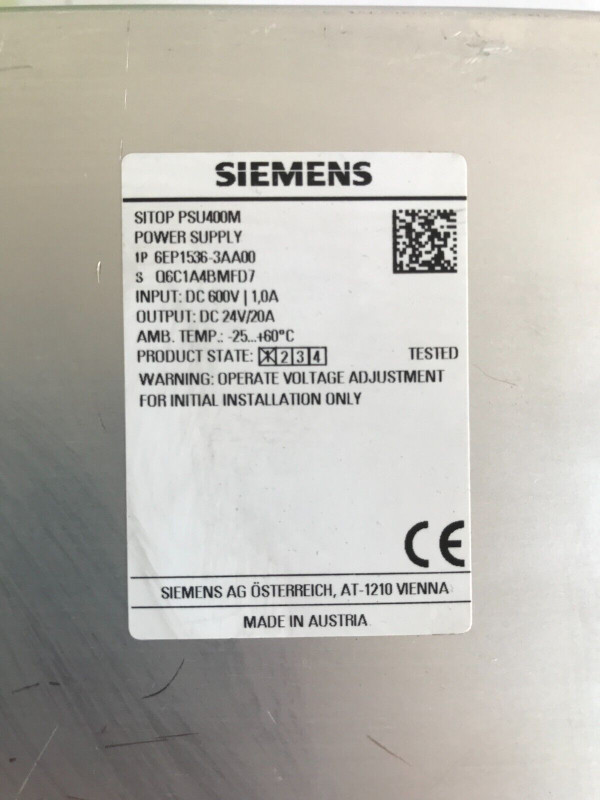 SIEMENS
SITOP PSU400M
POWER SUPPLY
1P 6EP1536-3AA00
S Q6C1A4BMFD7
INPUT: DC 600V | 1,0A
OUTPUT: DC 24V/20A
AMB. TEMP.: -25...+60°C
PRODUCT STATE: X 2 3 4 TESTED
WARNING: OPERATE VOLTAGE ADJUSTMENT
FOR INITIAL INSTALLATION ONLY
CE
SIEMENS AG ÖSTERREICH, AT-1210 VIENNA
MADE IN AUSTRIA